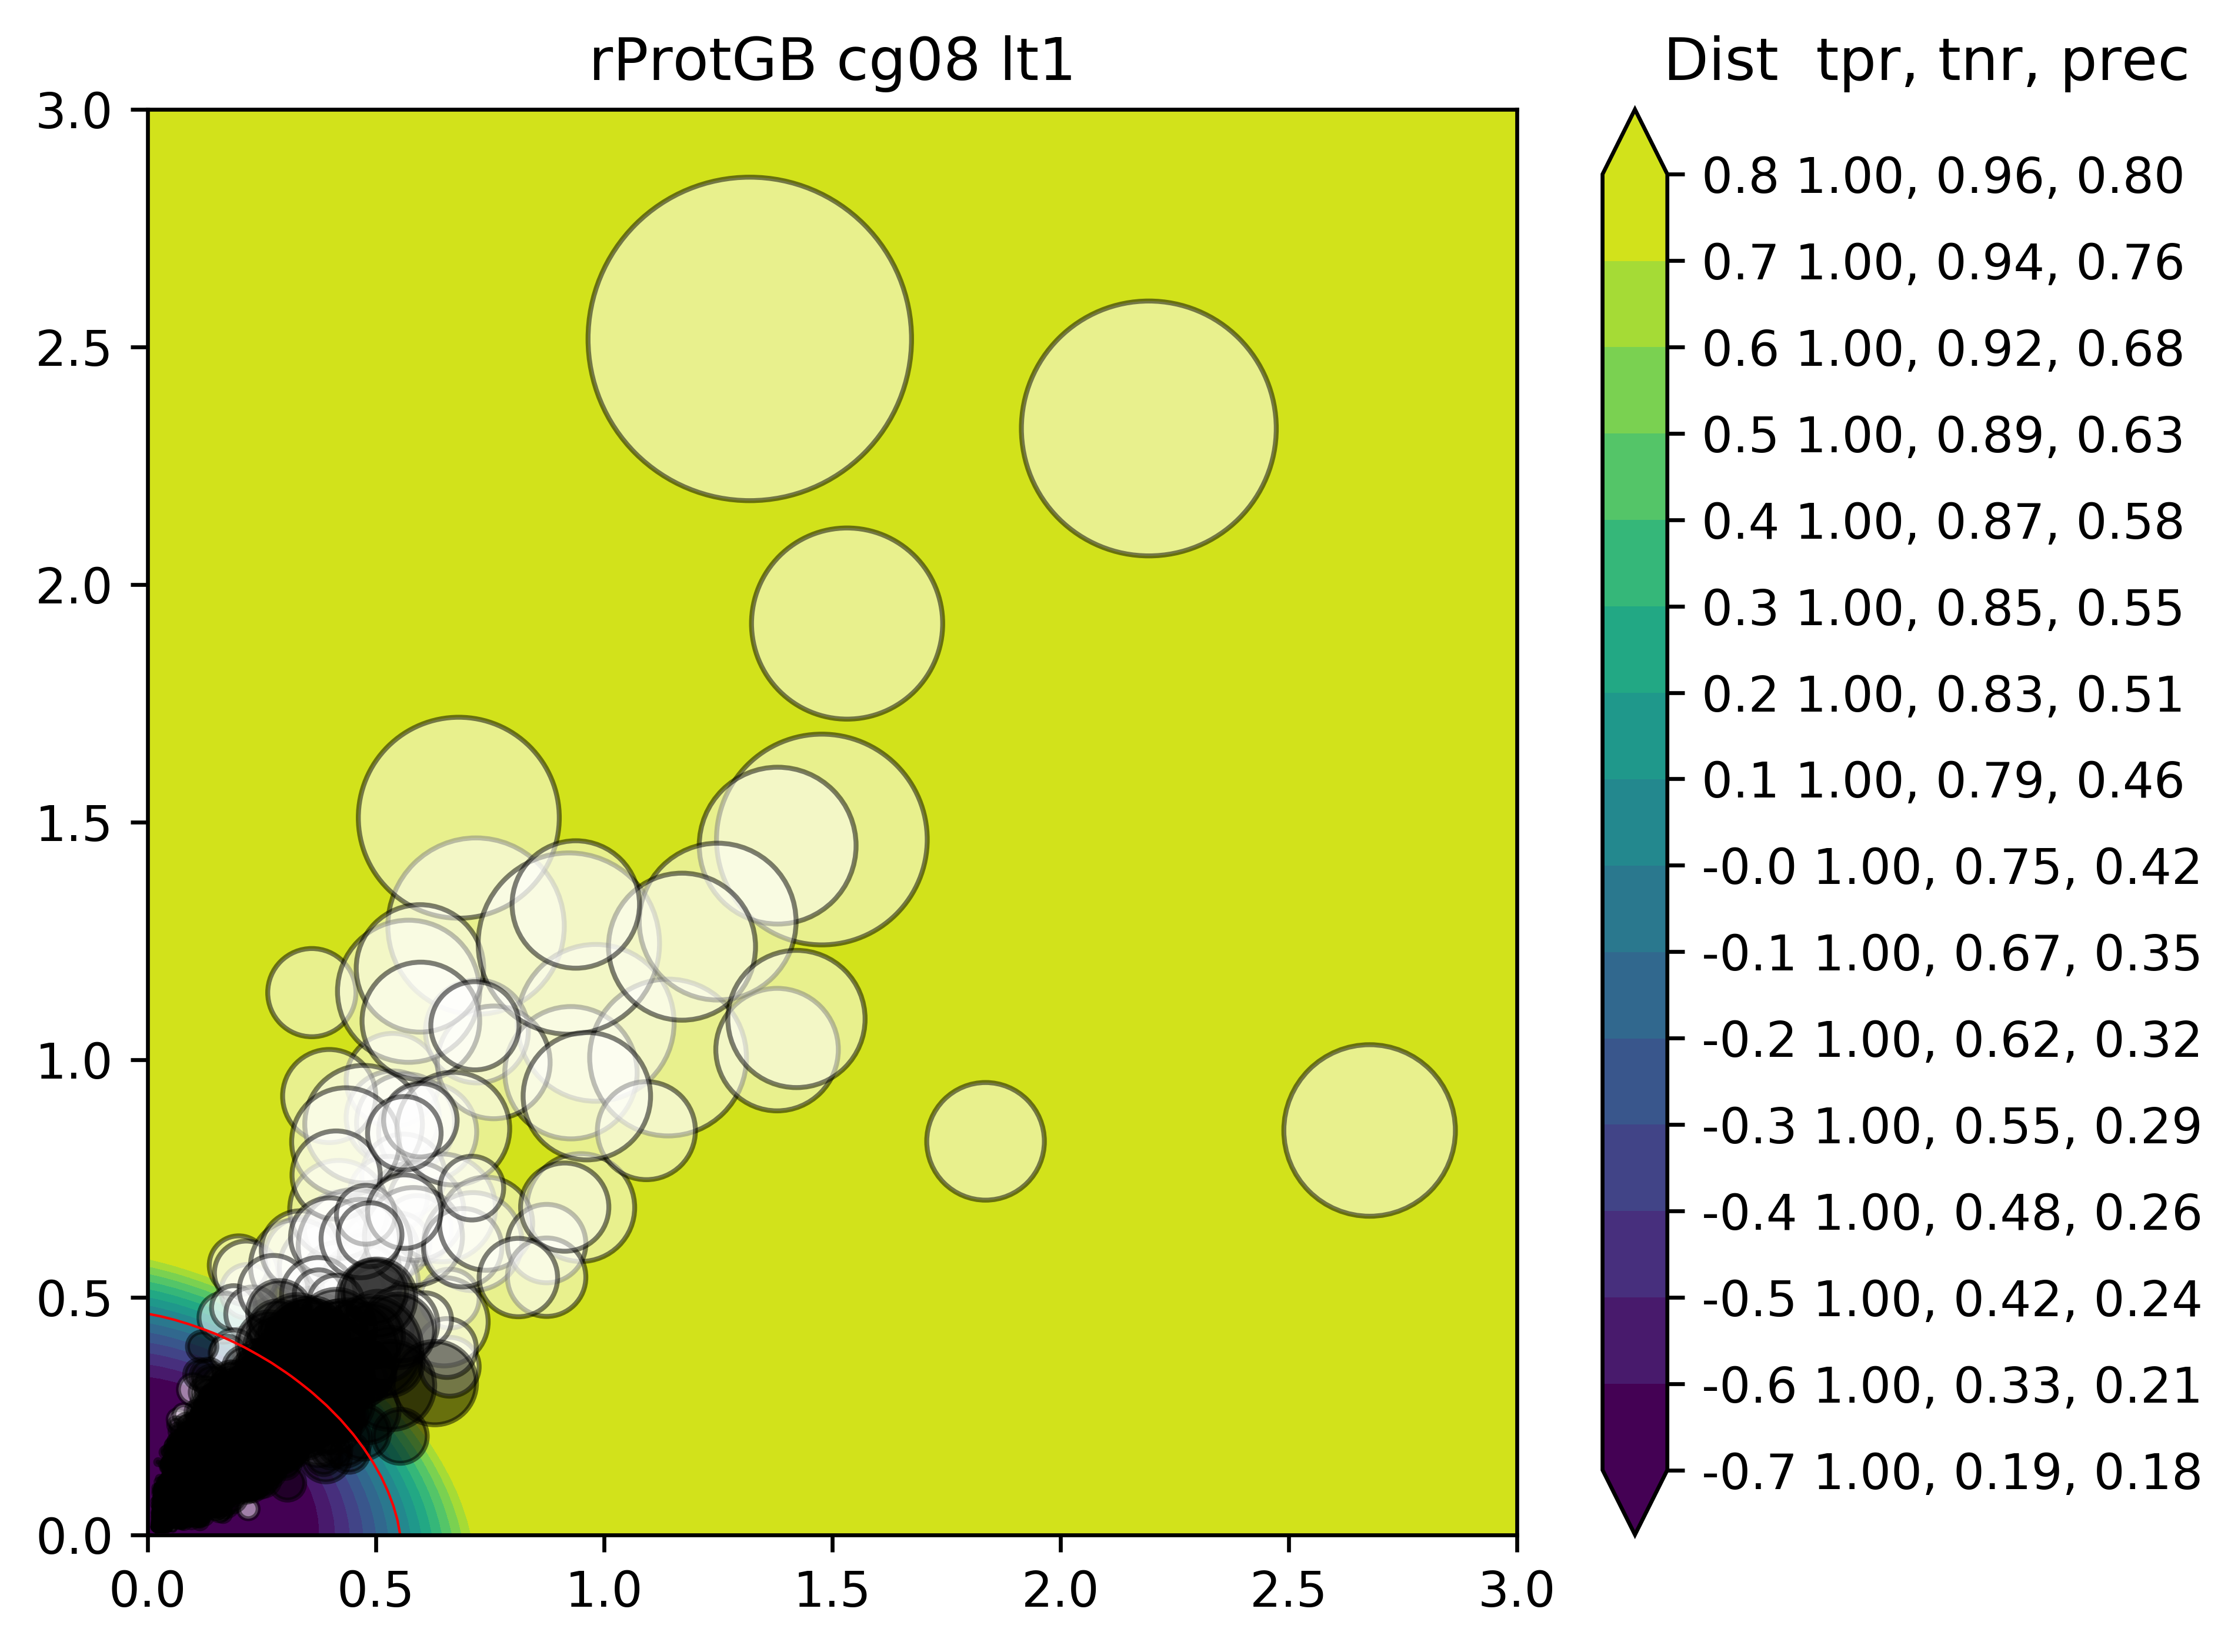 rProtGB cg08 lt1
Dist tpr, tnr, prec
3.0
2.5
2.0
1.5
1.0
0.5
0.0
0.0 0.5 1.0 1.5 2.0 2.5 3.0
0.8 1.00, 0.96, 0.80
0.7 1.00, 0.94, 0.76
0.6 1.00, 0.92, 0.68
0.5 1.00, 0.89, 0.63
0.4 1.00, 0.87, 0.58
0.3 1.00, 0.85, 0.55
0.2 1.00, 0.83, 0.51
0.1 1.00, 0.79, 0.46
-0.0 1.00, 0.75, 0.42
-0.1 1.00, 0.67, 0.35
-0.2 1.00, 0.62, 0.32
-0.3 1.00, 0.55, 0.29
-0.4 1.00, 0.48, 0.26
-0.5 1.00, 0.42, 0.24
-0.6 1.00, 0.33, 0.21
-0.7 1.00, 0.19, 0.18